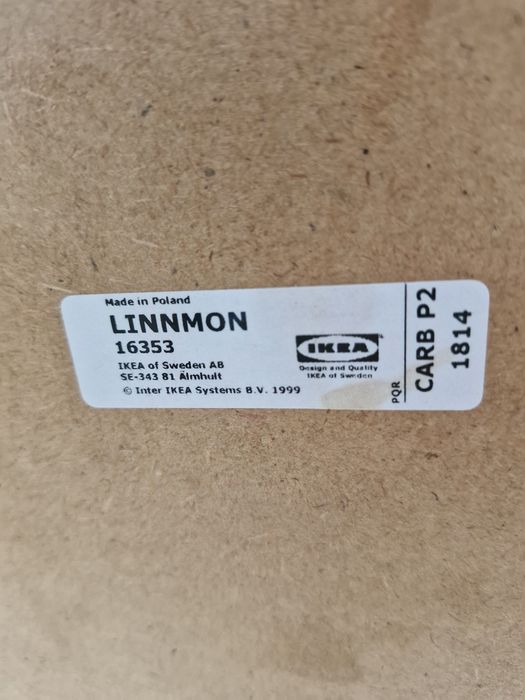 Made in Poland
LINNMON
16353
IKEA of Sweden AB
SE-343 81 Älmhult
© Inter IKEA Systems B.V. 1999
IKEA
Design and Quality
IKEA of Sweden
PQR
CARB P2
1814